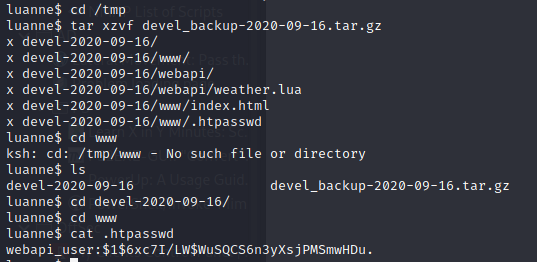 luanne$ cd /tmp
luanne$ tar xzvf devel_backup-2020-09-16.tar.gz
x devel-2020-09-16/
x devel-2020-09-16/www/
x devel-2020-09-16/webapi/
x devel-2020-09-16/webapi/weather.lua
x devel-2020-09-16/www/index.html
x devel-2020-09-16/www/.htpasswd
luanne$ cd www
ksh: cd: /tmp/www - No such file or directory
luanne$ ls
devel-2020-09-16 devel_backup-2020-09-16.tar.gz
luanne$ cd devel-2020-09-16/
luanne$ cd www
luanne$ cat .htpasswd
webapi_user:$1$6xc7I/LW$WuSQCS6n3yXsjPMSmwHDu.